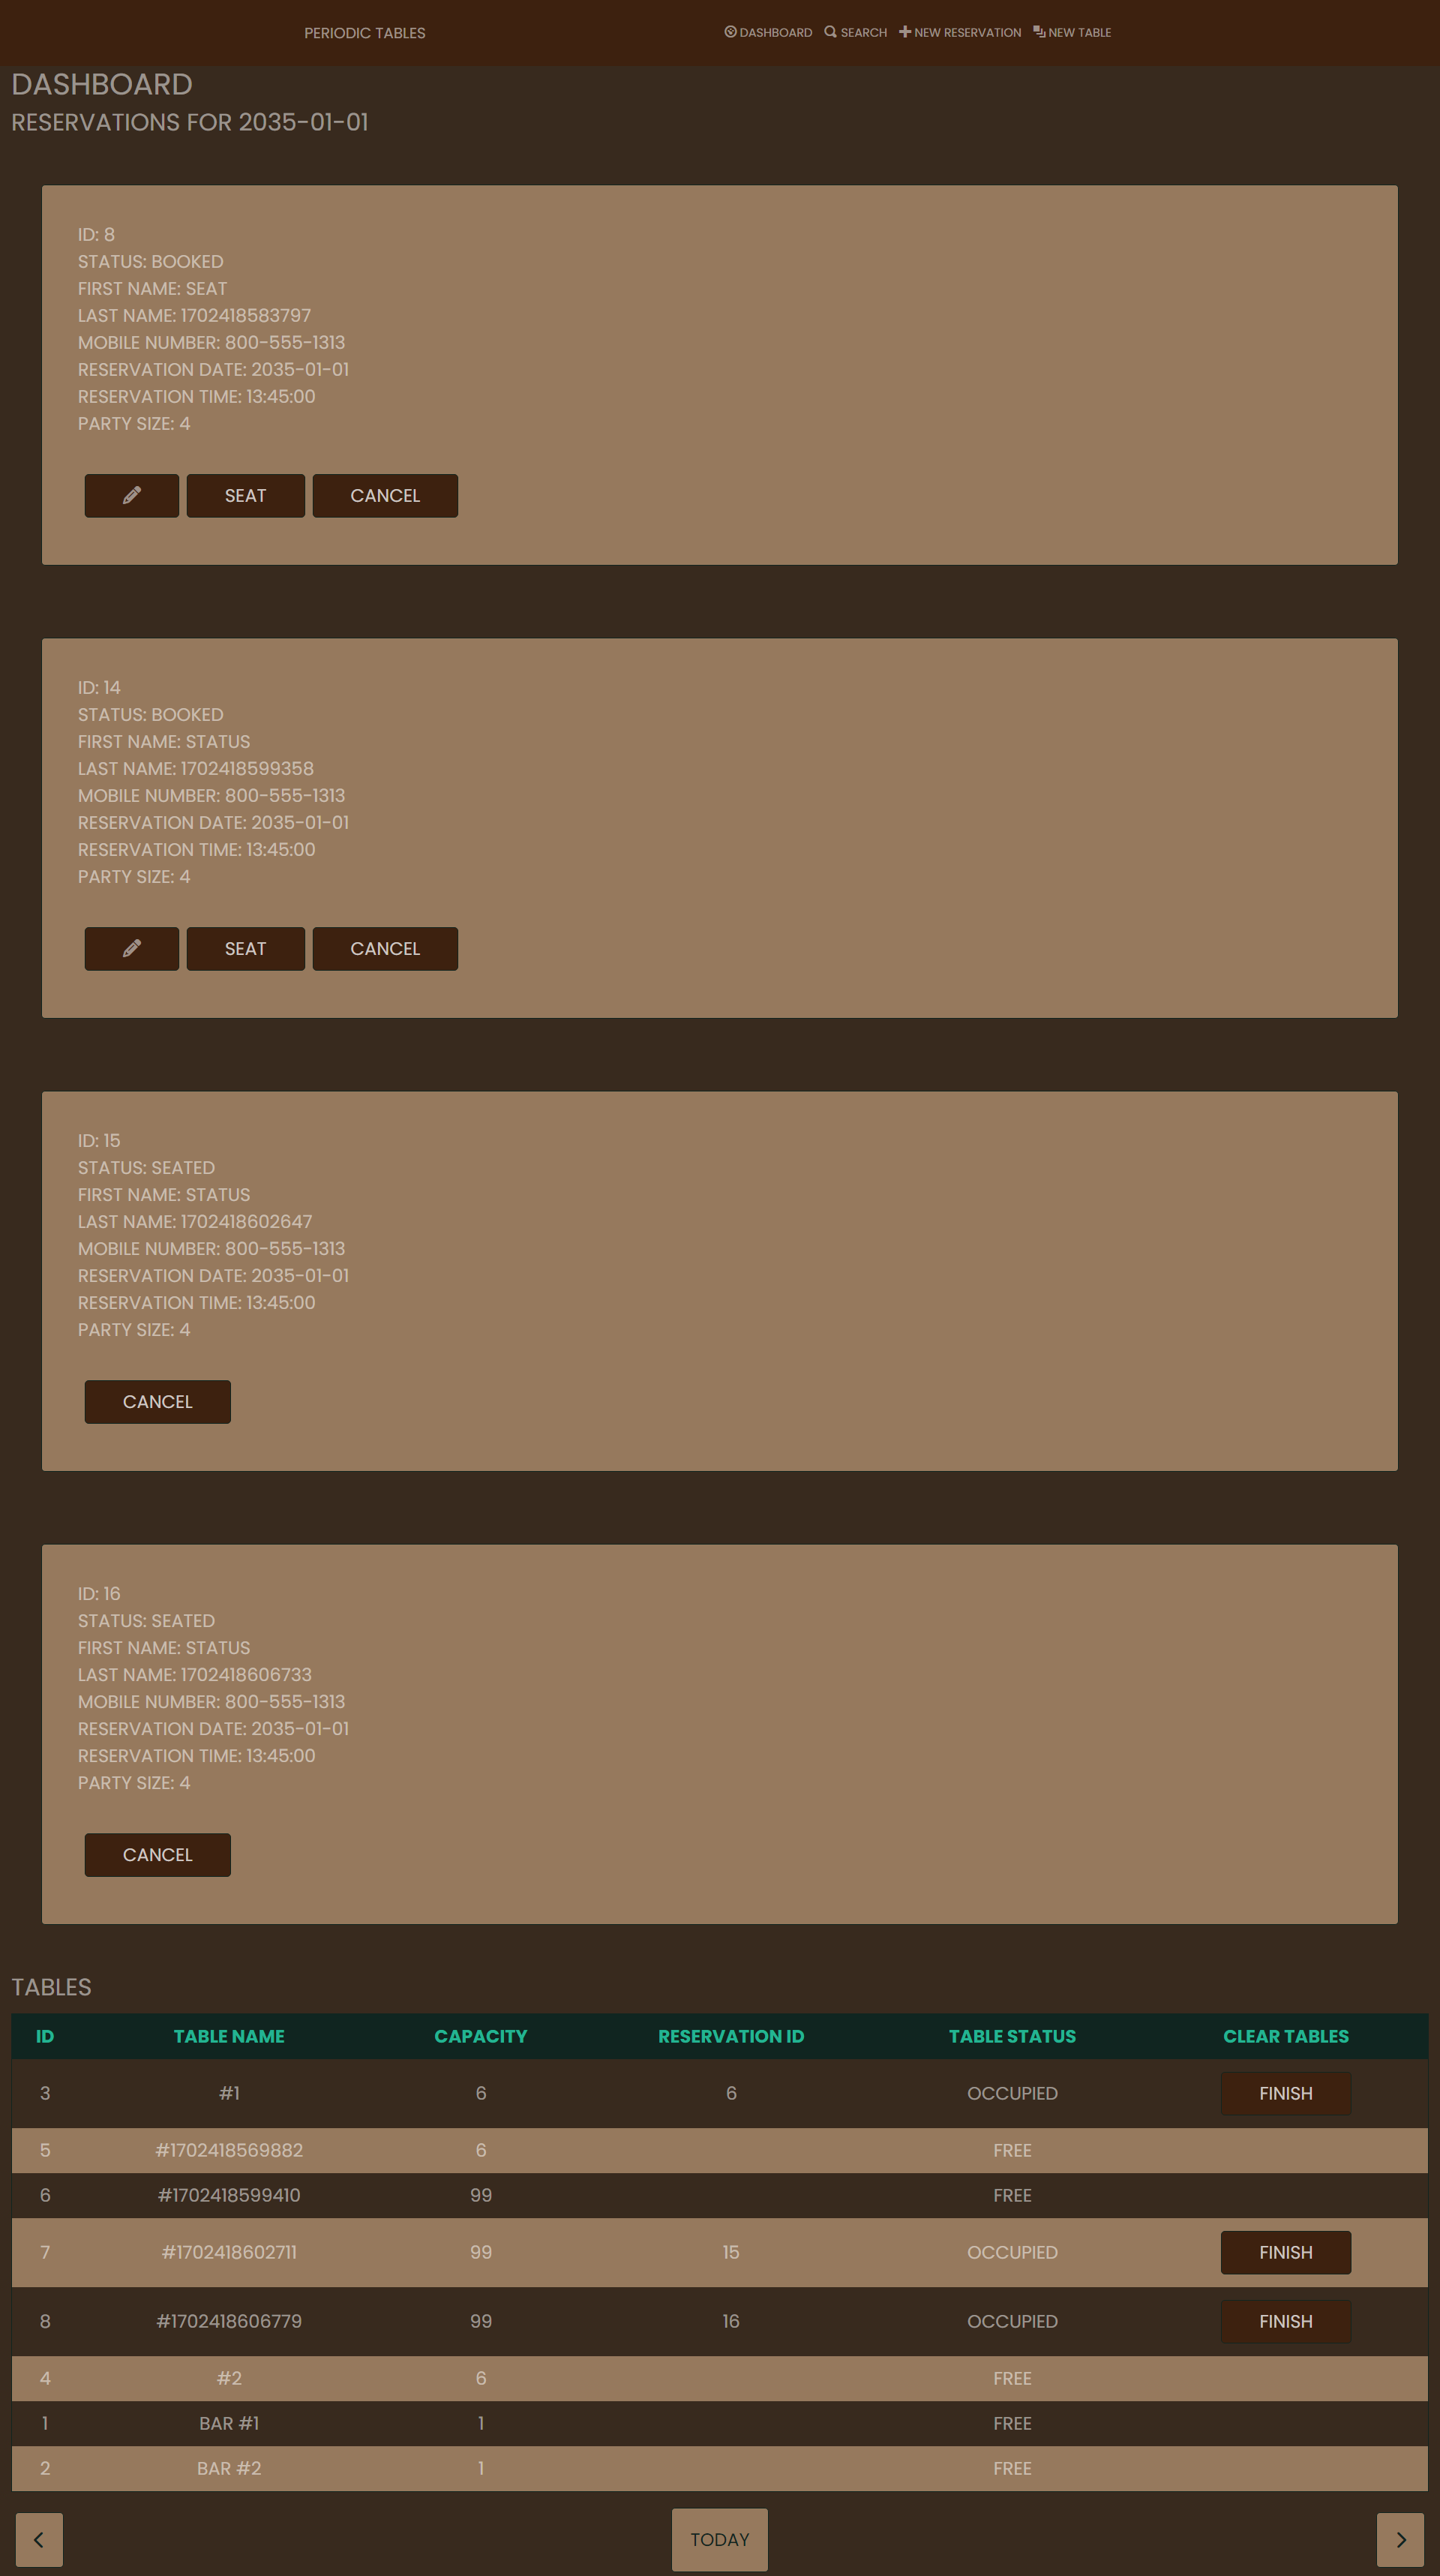 PERIODIC TABLES
DASHBOARD SEARCH NEW RESERVATION NEW TABLE
DASHBOARD
RESERVATIONS FOR 2035-01-01
ID: 8
STATUS: BOOKED
FIRST NAME: SEAT
LAST NAME: 1702418583797
MOBILE NUMBER: 800-555-1313
RESERVATION DATE: 2035-01-01
RESERVATION TIME: 13:45:00
PARTY SIZE: 4
SEAT CANCEL
ID: 14
STATUS: BOOKED
FIRST NAME: STATUS
LAST NAME: 1702418599358
MOBILE NUMBER: 800-555-1313
RESERVATION DATE: 2035-01-01
RESERVATION TIME: 13:45:00
PARTY SIZE: 4
SEAT CANCEL
ID: 15
STATUS: SEATED
FIRST NAME: STATUS
LAST NAME: 1702418602647
MOBILE NUMBER: 800-555-1313
RESERVATION DATE: 2035-01-01
RESERVATION TIME: 13:45:00
PARTY SIZE: 4
CANCEL
ID: 16
STATUS: SEATED
FIRST NAME: STATUS
LAST NAME: 1702418606733
MOBILE NUMBER: 800-555-1313
RESERVATION DATE: 2035-01-01
RESERVATION TIME: 13:45:00
PARTY SIZE: 4
CANCEL
TABLES
ID TABLE NAME CAPACITY RESERVATION ID TABLE STATUS CLEAR TABLES
3 #1 6 6 OCCUPIED FINISH
5 #1702418569882 6 FREE
6 #1702418599410 99 FREE
7 #1702418602711 99 15 OCCUPIED FINISH
8 #1702418606779 99 16 OCCUPIED FINISH
4 #2 6 FREE
1 BAR #1 1 FREE
2 BAR #2 1 FREE
TODAY